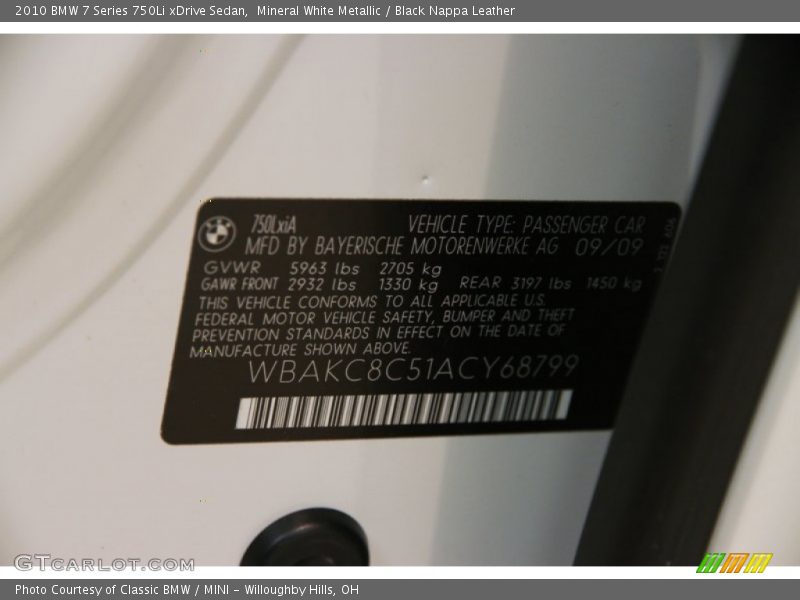 2010 BMW 7 Series 750Li xDrive Sedan, Mineral White Metallic / Black Nappa Leather
750LxiA VEHICLE TYPE: PASSENGER CAR
MFD BY BAYERISCHE MOTORENWERKE AG 09/09
GVWR 5963 lbs 2705 kg
GAWR FRONT 2932 lbs 1330 kg REAR 3197 lbs 1450 kg
THIS VEHICLE CONFORMS TO ALL APPLICABLE U.S.
FEDERAL MOTOR VEHICLE SAFETY, BUMPER AND THEFT
PREVENTION STANDARDS IN EFFECT ON THE DATE OF
MANUFACTURE SHOWN ABOVE.
WBAKC8C51ACY68799
GTCARLOT.COM
Photo Courtesy of Classic BMW / MINI - Willoughby Hills, OH